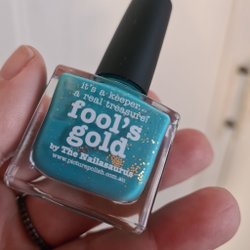 it's a keeper...
a real treasure!
fool's
gold
by The Nailasaurus
www.picturepolish.com.au